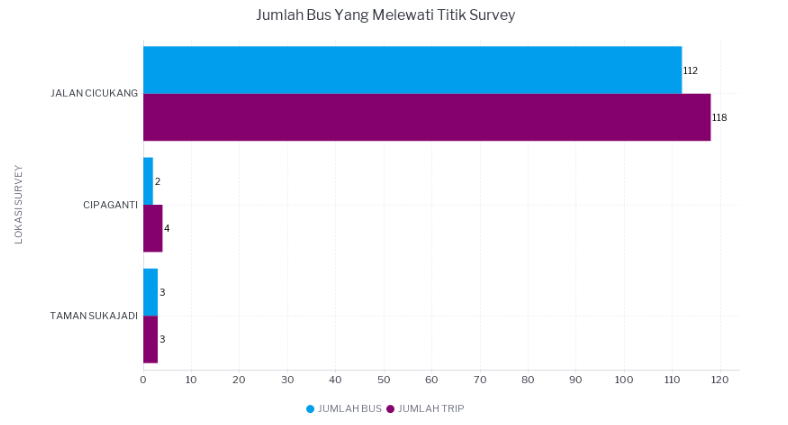 Jumlah Bus Yang Melewati Titik Survey
LOKASI SURVEY
JALAN CICUKANG
112
118
CIPAGANTI
2
4
TAMAN SUKAJADI
3
3
0 10 20 30 40 50 60 70 80 90 100 110 120
JUMLAH BUS JUMLAH TRIP